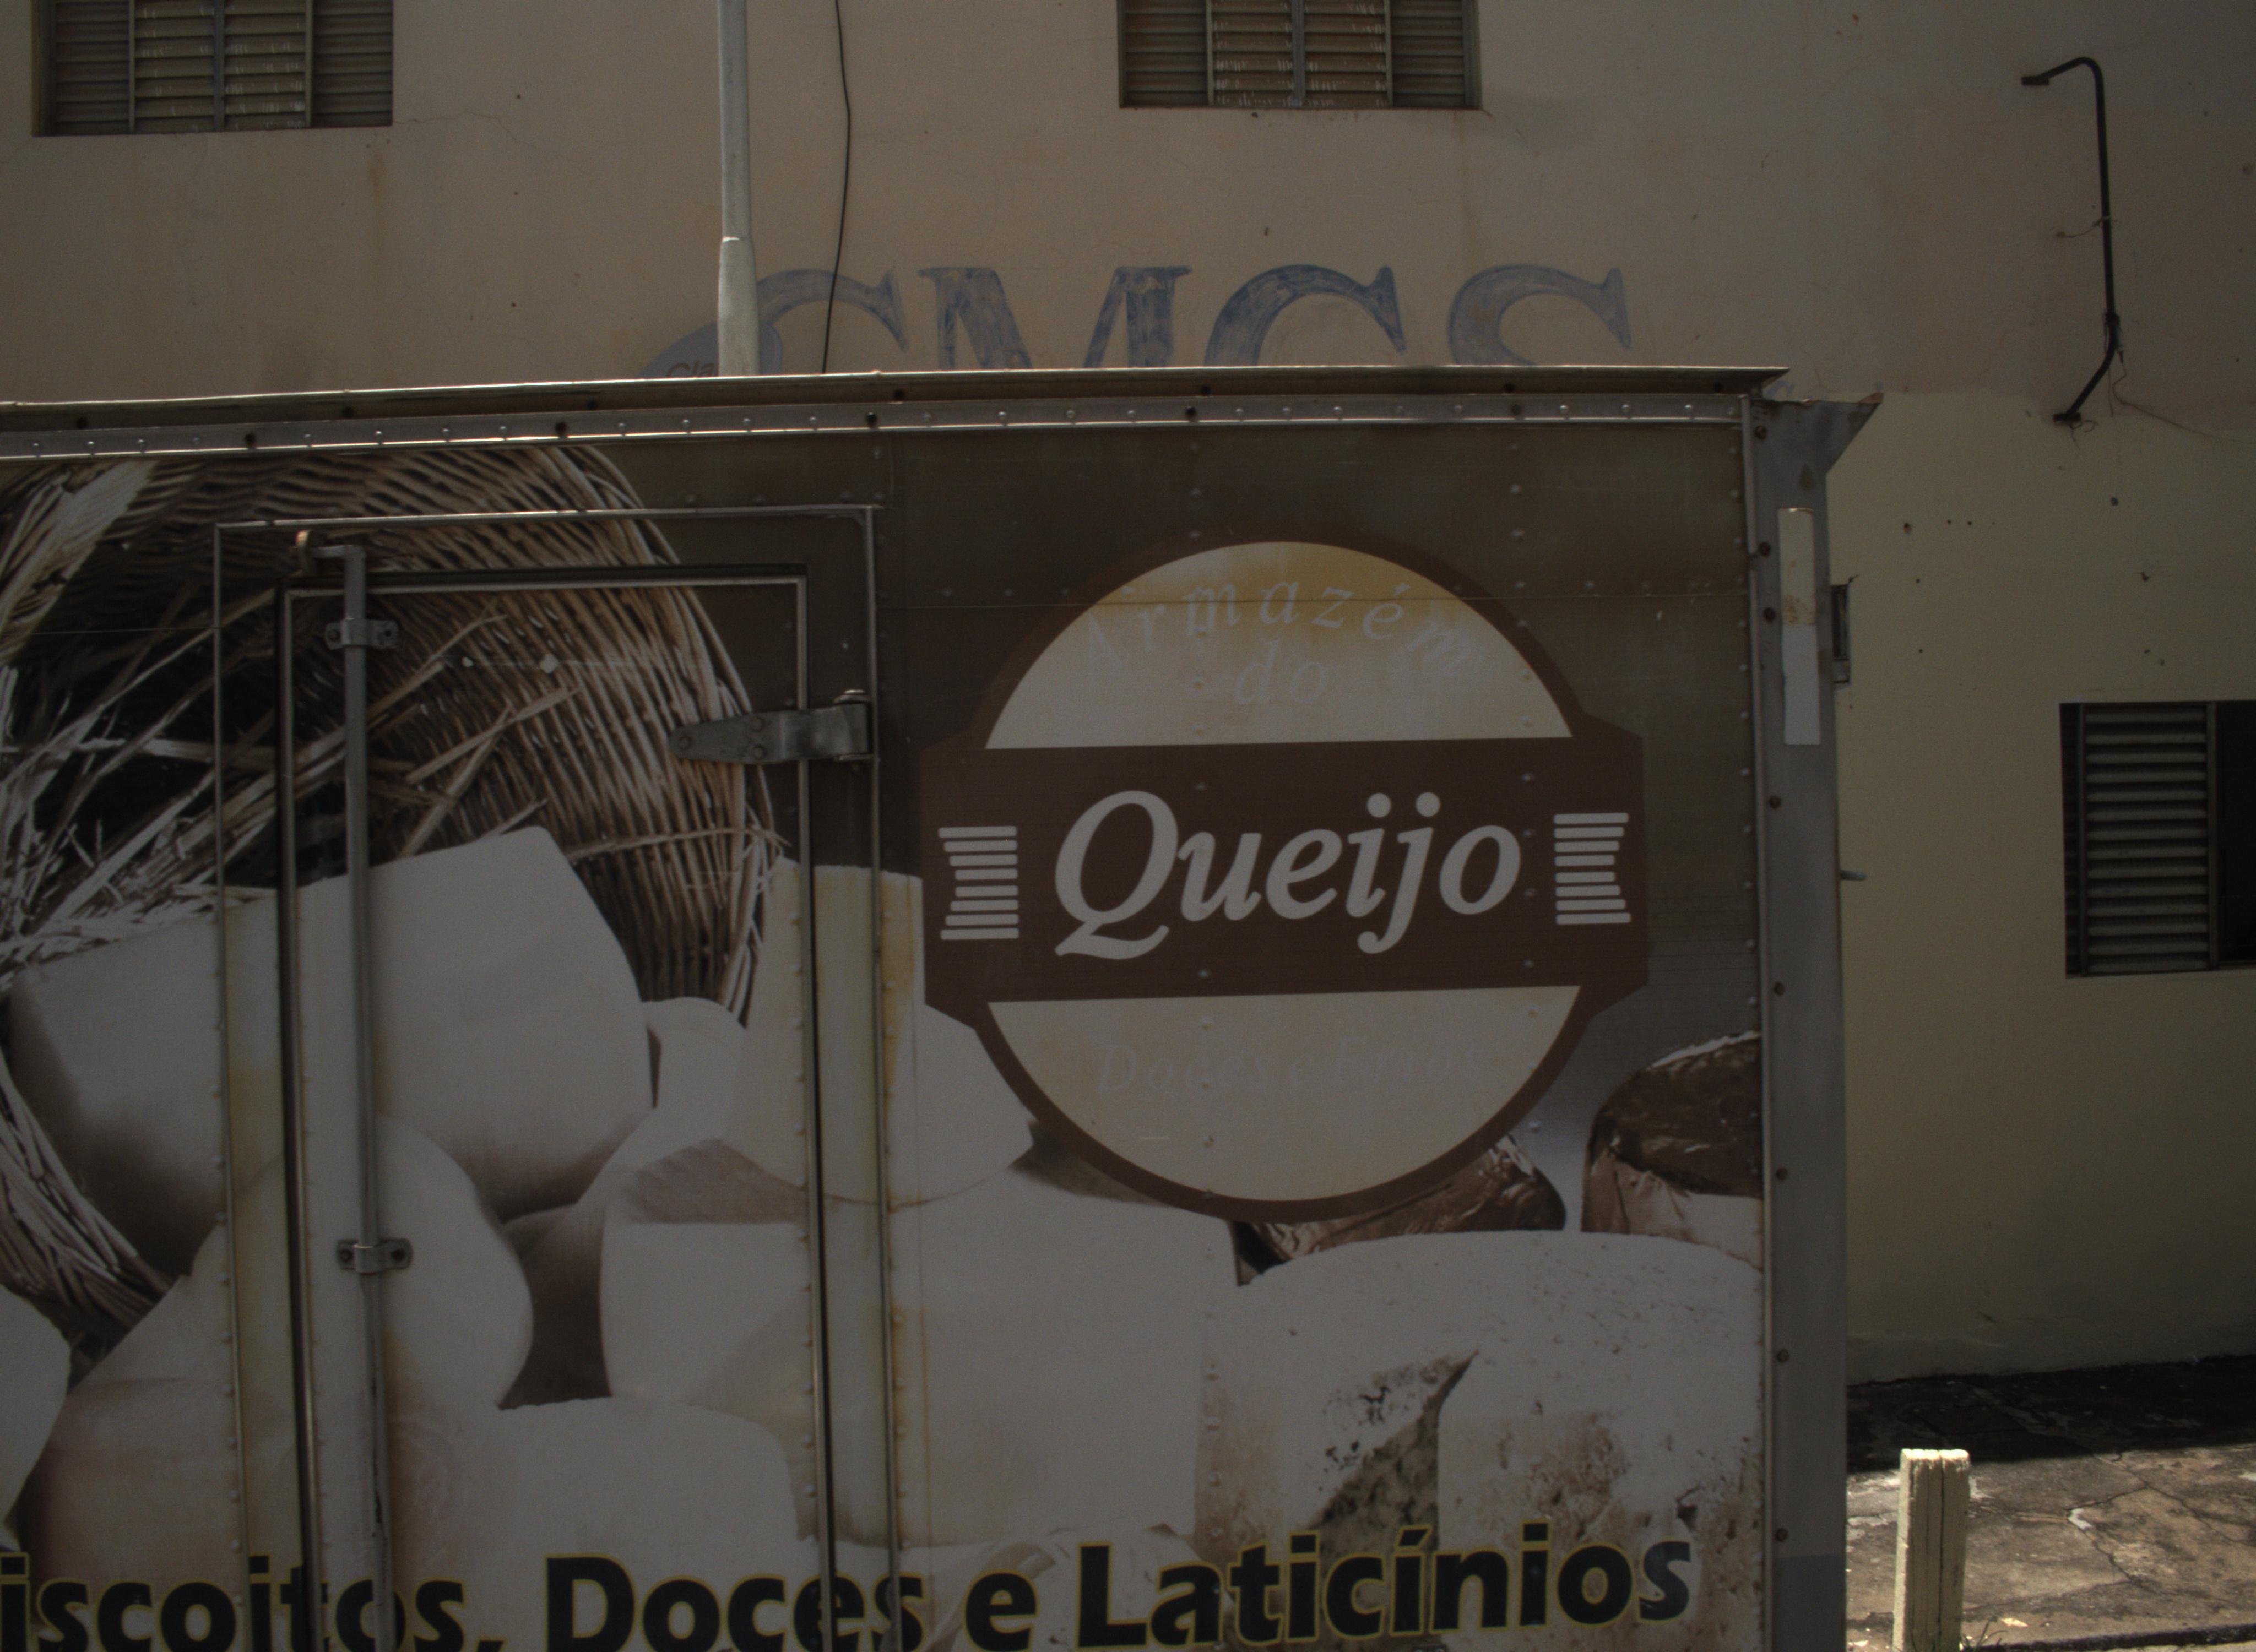 CMCS
Armazém
do
Queijo
Doces e Frios
iscoitos, Doces e Laticínios